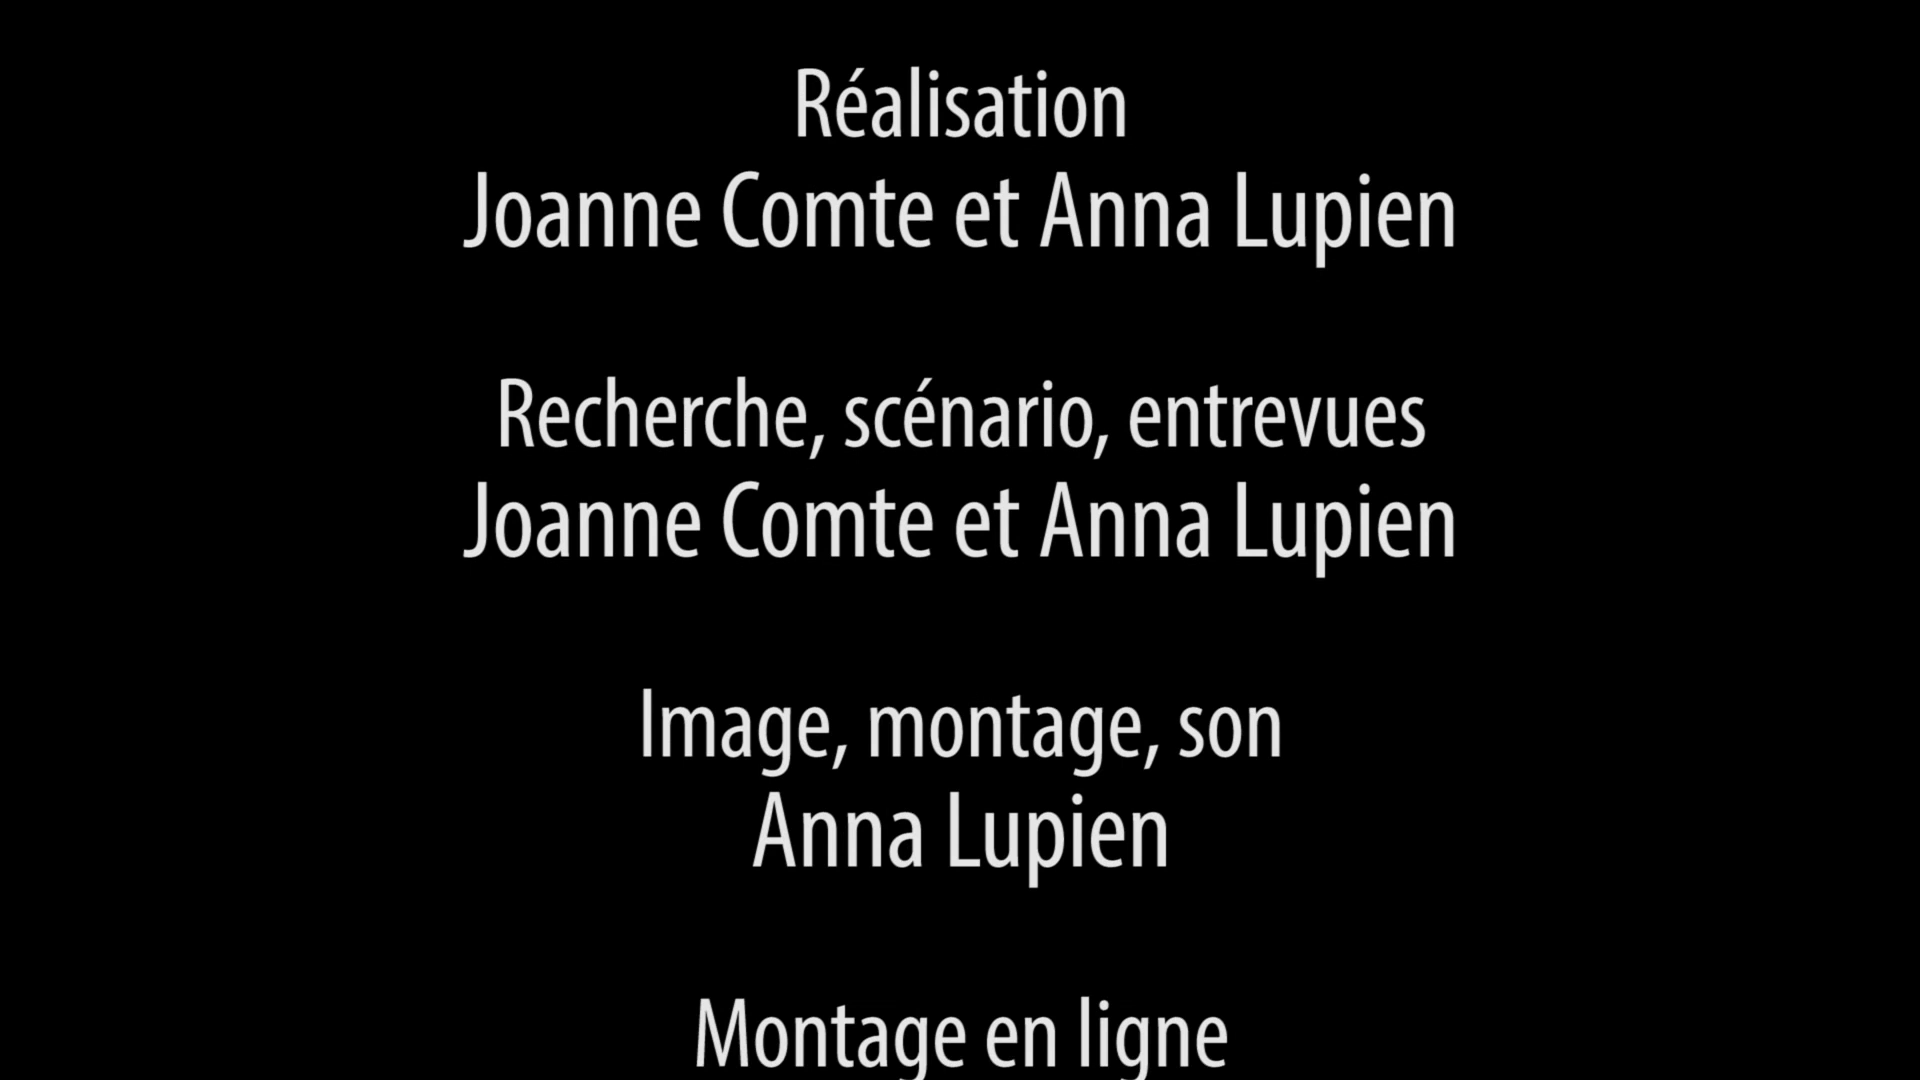 Réalisation
Joanne Comte et Anna Lupien
Recherche, scénario, entrevues
Joanne Comte et Anna Lupien
Image, montage, son
Anna Lupien
Montage en ligne